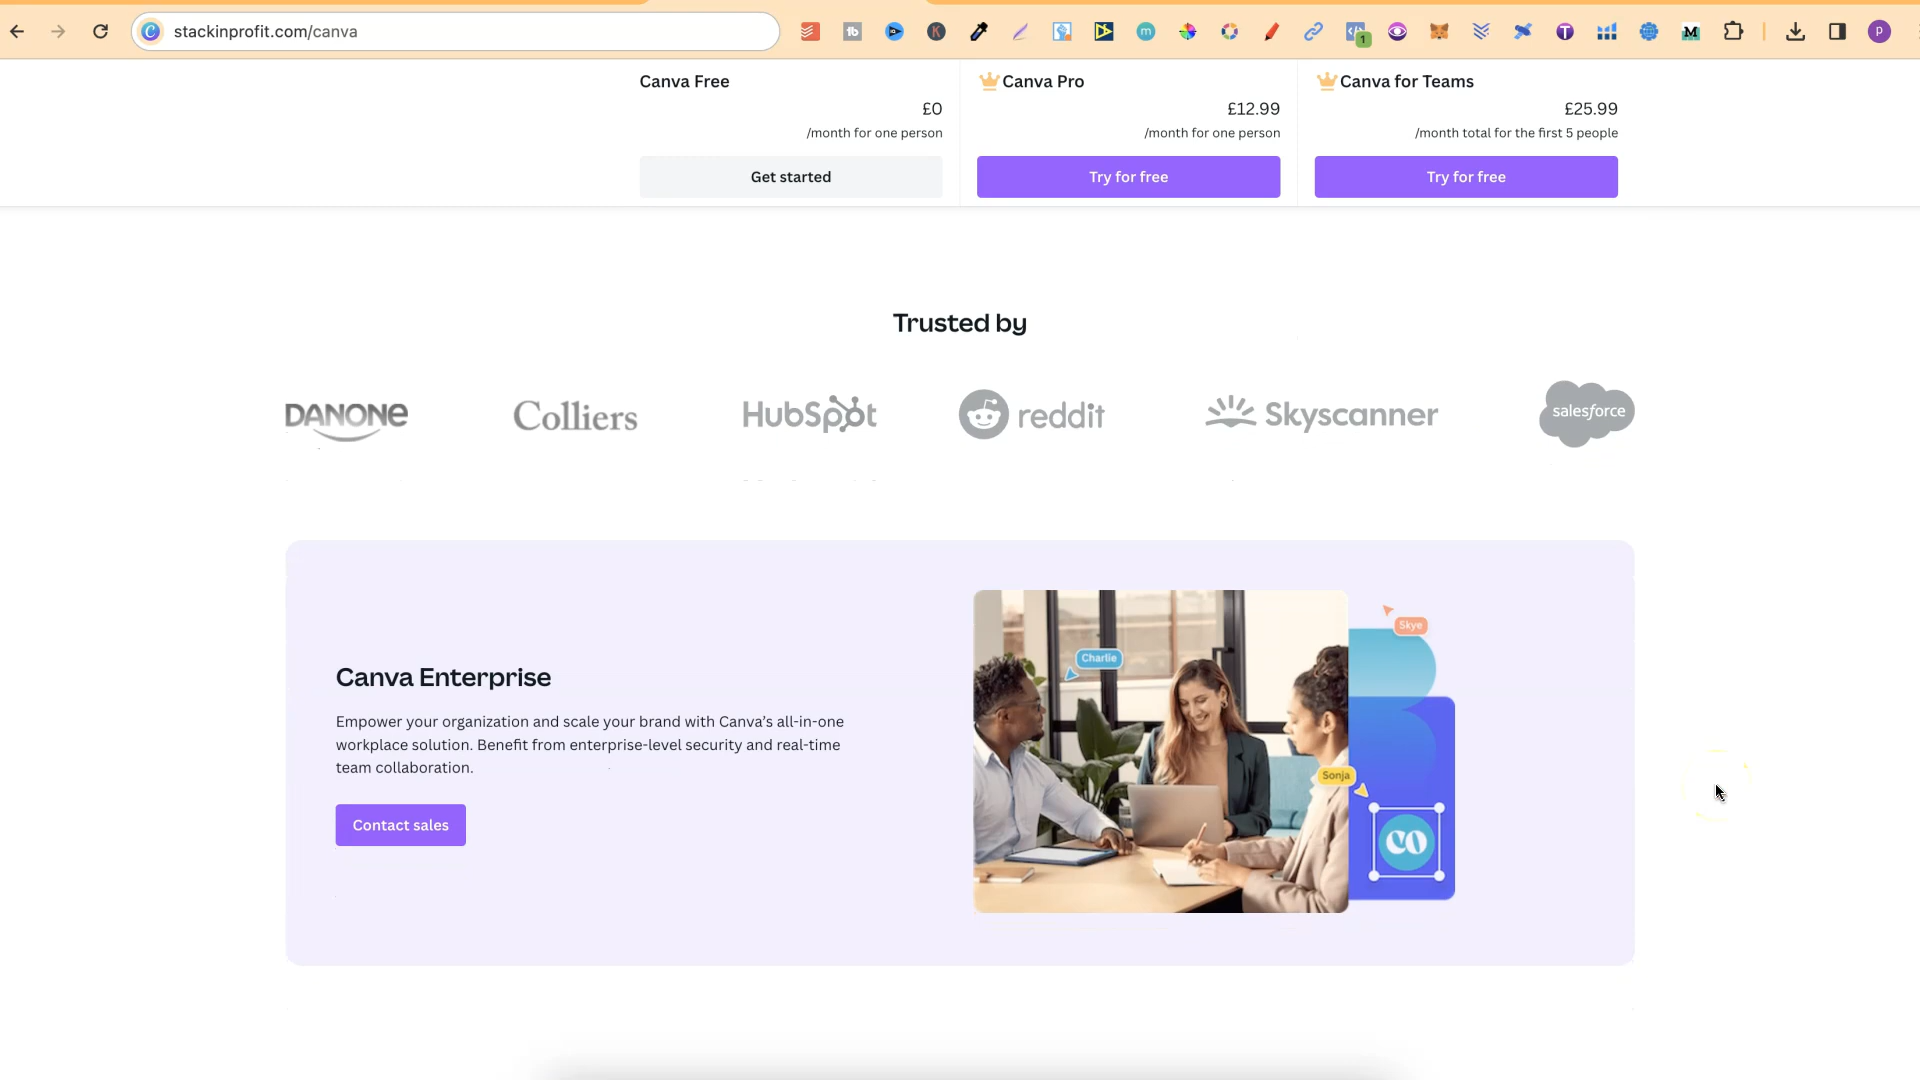 stackinprofit.com/canva
1
P
Canva Free
£0
/month for one person
Get started
Canva Pro
£12.99
/month for one person
Try for free
Canva for Teams
£25.99
/month total for the first 5 people
Try for free
Trusted by
DANONE
Colliers
HubSpot
reddit
Skyscanner
salesforce
Canva Enterprise
Empower your organization and scale your brand with Canva’s all-in-one
workplace solution. Benefit from enterprise-level security and real-time
team collaboration.
Contact sales
Charlie
Skye
Sonja
CO